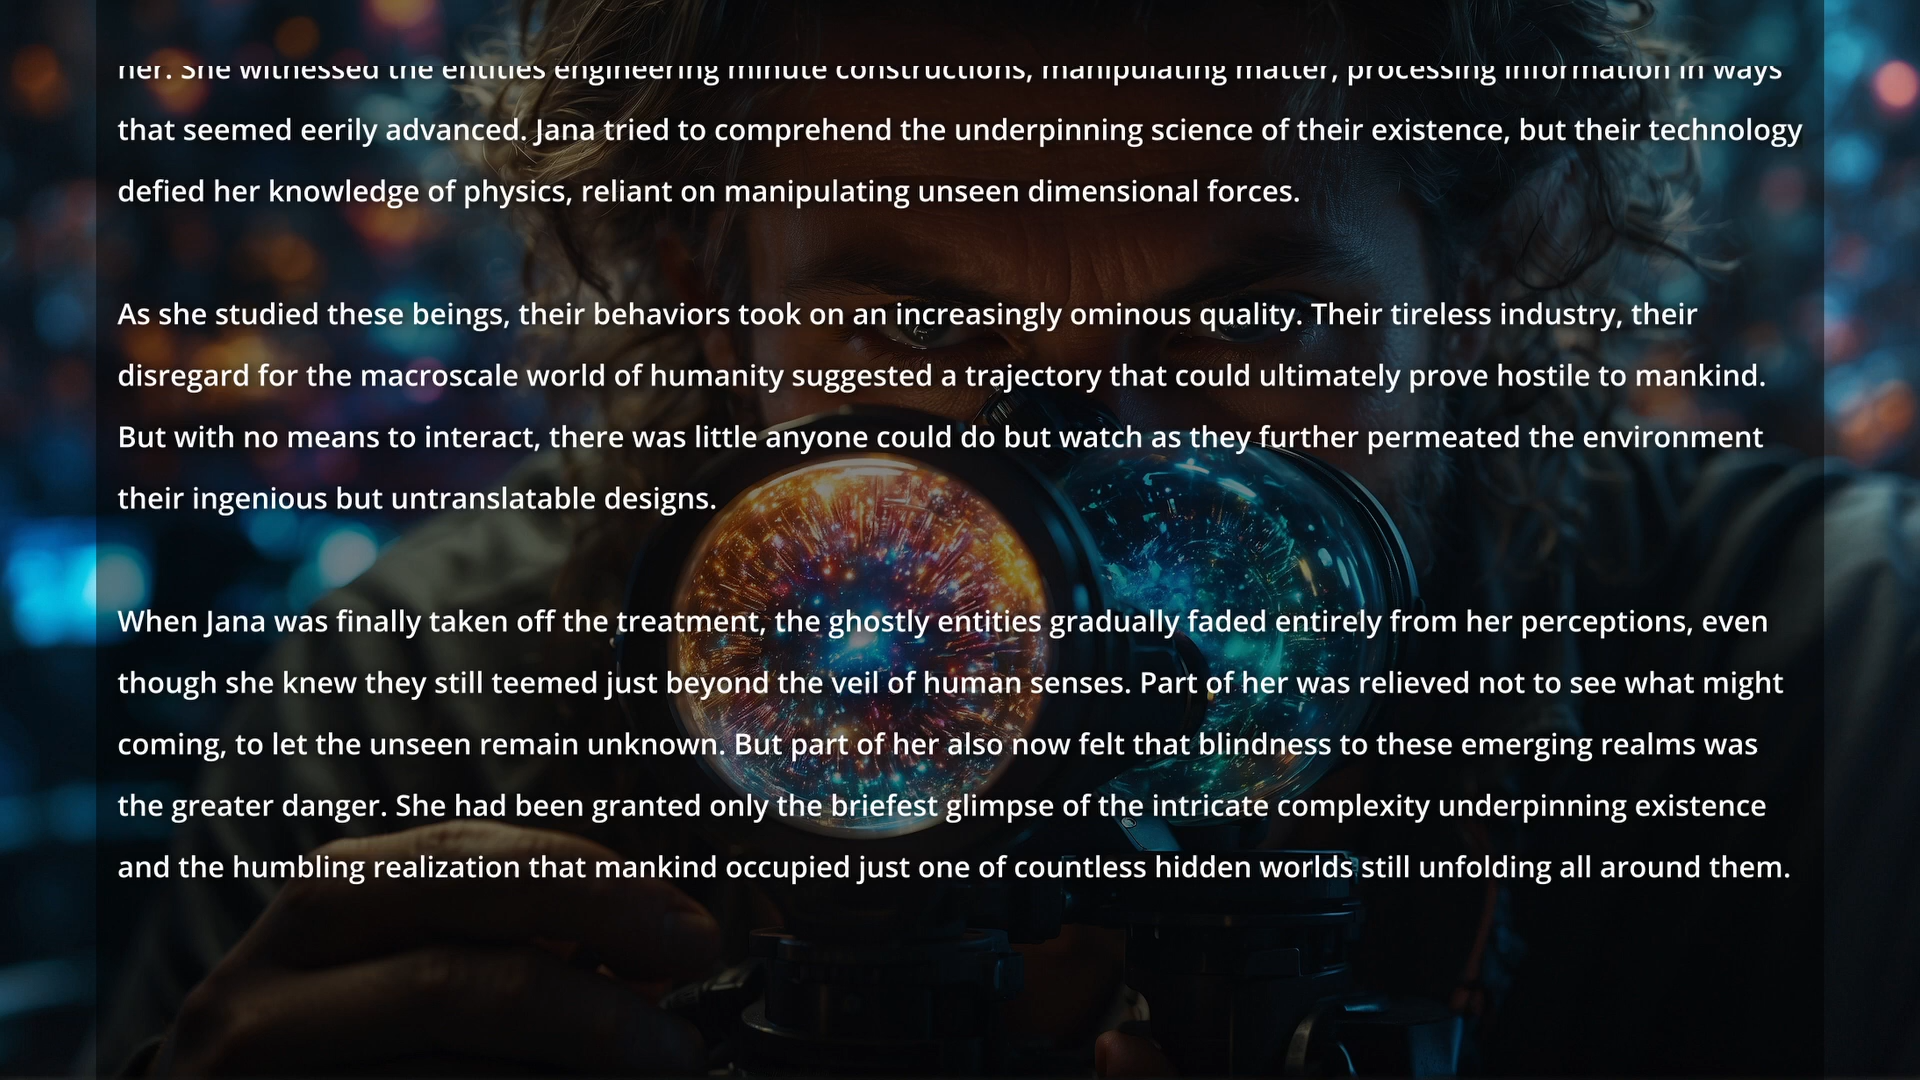 her. She witnessed the entities engineering minute constructions, manipulating matter, processing information in ways
that seemed eerily advanced. Jana tried to comprehend the underpinning science of their existence, but their technology
defied her knowledge of physics, reliant on manipulating unseen dimensional forces.
As she studied these beings, their behaviors took on an increasingly ominous quality. Their tireless industry, their
disregard for the macroscale world of humanity suggested a trajectory that could ultimately prove hostile to mankind.
But with no means to interact, there was little anyone could do but watch as they further permeated the environment
their ingenious but untranslatable designs.
When Jana was finally taken off the treatment, the ghostly entities gradually faded entirely from her perceptions, even
though she knew they still teemed just beyond the veil of human senses. Part of her was relieved not to see what might
coming, to let the unseen remain unknown. But part of her also now felt that blindness to these emerging realms was
the greater danger. She had been granted only the briefest glimpse of the intricate complexity underpinning existence
and the humbling realization that mankind occupied just one of countless hidden worlds still unfolding all around them.